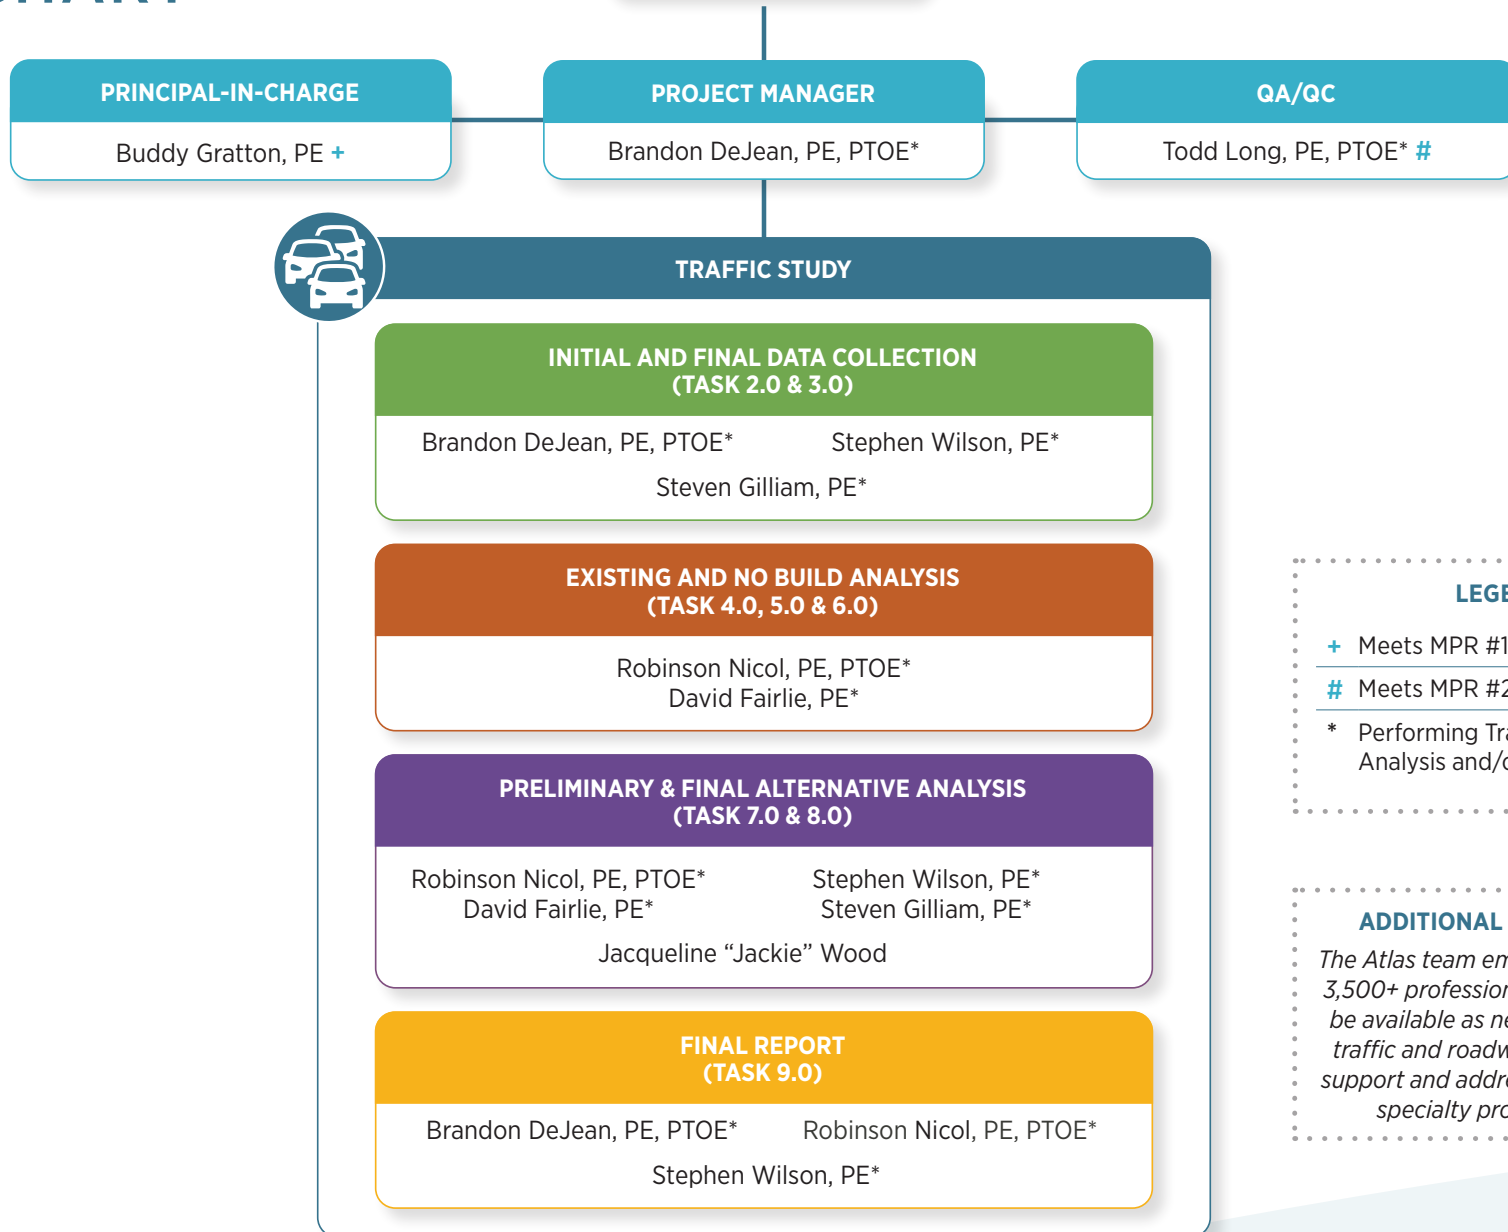 PRINCIPAL-IN-CHARGE
Buddy Gratton, PE +
PROJECT MANAGER
Brandon DeJean, PE, PTOE*
QA/QC
Todd Long, PE, PTOE* #
TRAFFIC STUDY
INITIAL AND FINAL DATA COLLECTION
(TASK 2.0 & 3.0)
Brandon DeJean, PE, PTOE* Stephen Wilson, PE*
Steven Gilliam, PE*
EXISTING AND NO BUILD ANALYSIS
(TASK 4.0, 5.0 & 6.0)
Robinson Nicol, PE, PTOE*
David Fairlie, PE*
PRELIMINARY & FINAL ALTERNATIVE ANALYSIS
(TASK 7.0 & 8.0)
Robinson Nicol, PE, PTOE* Stephen Wilson, PE*
David Fairlie, PE* Steven Gilliam, PE*
Jacqueline “Jackie” Wood
FINAL REPORT
(TASK 9.0)
Brandon DeJean, PE, PTOE* Robinson Nicol, PE, PTOE*
Stephen Wilson, PE*
+ Meets MPR #1
# Meets MPR #2
* Performing
Analysis
ADDITIONAL
The Atlas team
3,500+
be available as
traffic and
support and
specialty